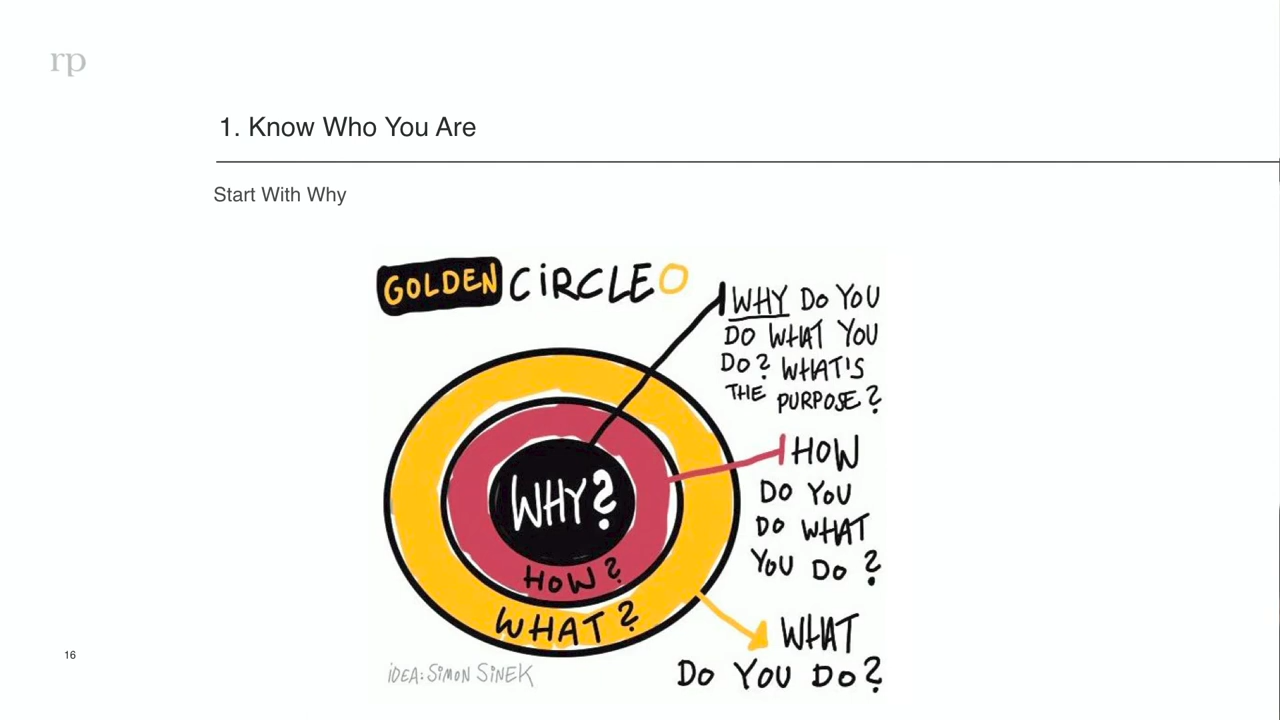 rp
1. Know Who You Are
Start With Why
GOLDEN CiRCLE
WHY DO YOU
DO WHAT YOU
DO? WHAT'S
THE PURPOSE?
HOW
DO YOU
DO WHAT
YOU DO?
WHY?
HOW?
WHAT?
WHAT
DO YOU DO?
iDEA: SiMON SiNEK
16